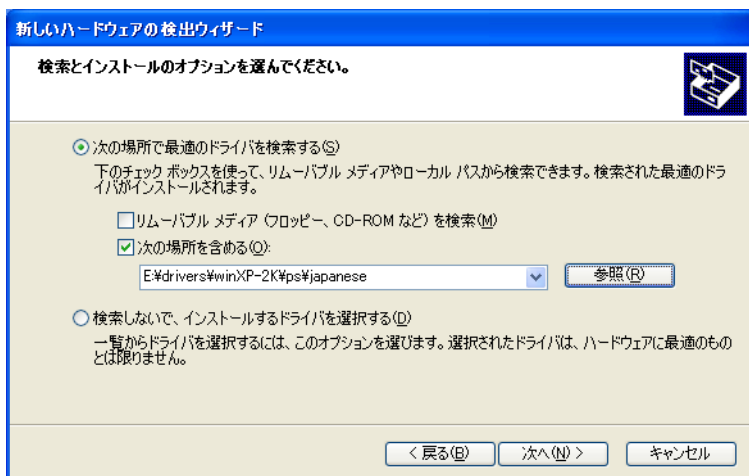 新しいハードウェアの検出ウィザード
検索とインストールのオプションを選んでください。
次の場所で最適のドライバを検索する(S)
下のチェック ボックスを使って、リムーバブル メディアやローカル パスから検索できます。検索された最適のドラ
イバがインストールされます。
リムーバブル メディア (フロッピー、CD-ROM など) を検索(M)
次の場所を含める(O):
E:¥drivers¥winXP-2K¥ps¥japanese
参照(R)
検索しないで、インストールするドライバを選択する(D)
一覧からドライバを選択するには、このオプションを選びます。選択されたドライバは、ハードウェアに最適のもの
とは限りません。
< 戻る(B)
次へ(N) >
キャンセル